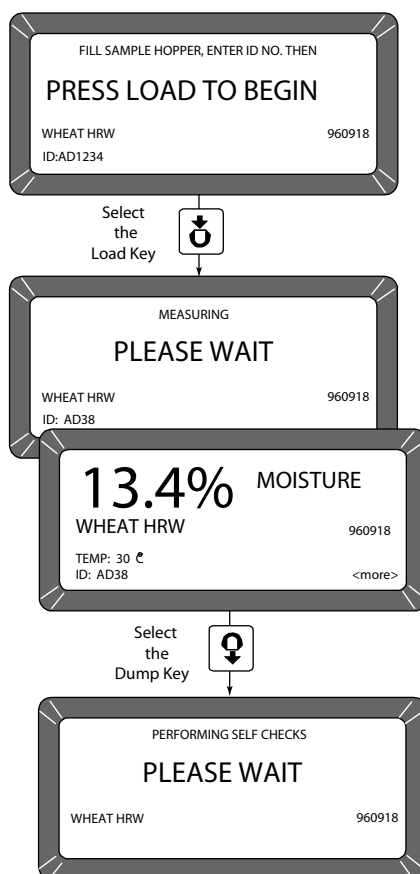 FILL SAMPLE HOPPER, ENTER ID NO. THEN
PRESS LOAD TO BEGIN
WHEAT HRW 960918
ID:AD1234
Select
the
Load Key
MEASURING
PLEASE WAIT
WHEAT HRW 960918
ID: AD38
13.4% MOISTURE
WHEAT HRW 960918
TEMP: 30 C
ID: AD38 <more>
Select
the
Dump Key
PERFORMING SELF CHECKS
PLEASE WAIT
WHEAT HRW 960918